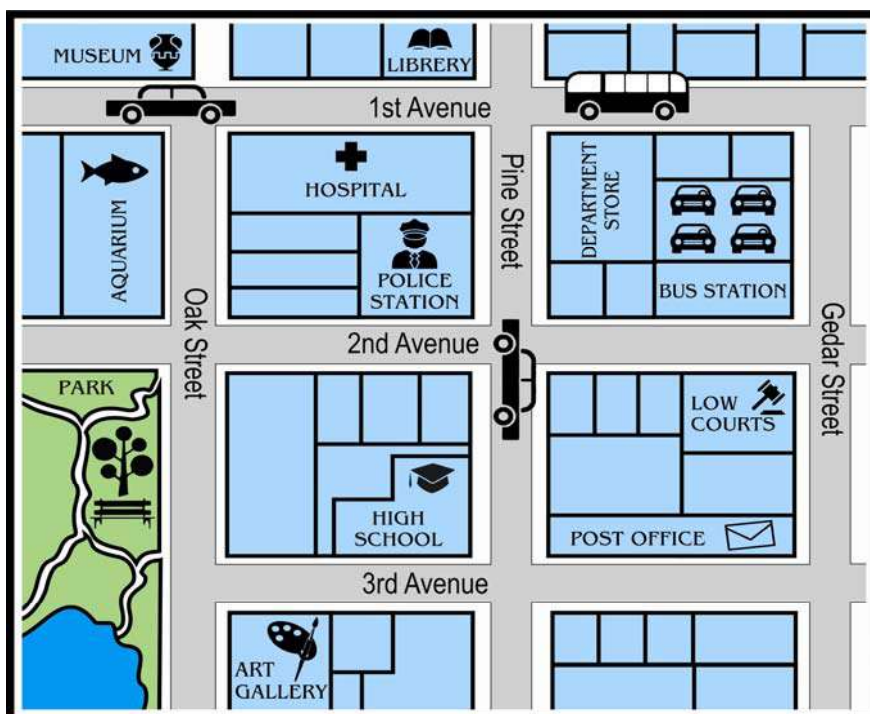 MUSEUM
LIBRERY
1st Avenue
HOSPITAL
Pine Street
DEPARTMENT
STORE
AQUARIUM
POLICE
STATION
BUS STATION
Oak Street
2nd Avenue
Gedar Street
PARK
LOW
COURTS
HIGH
SCHOOL
POST OFFICE
3rd Avenue
ART
GALLERY